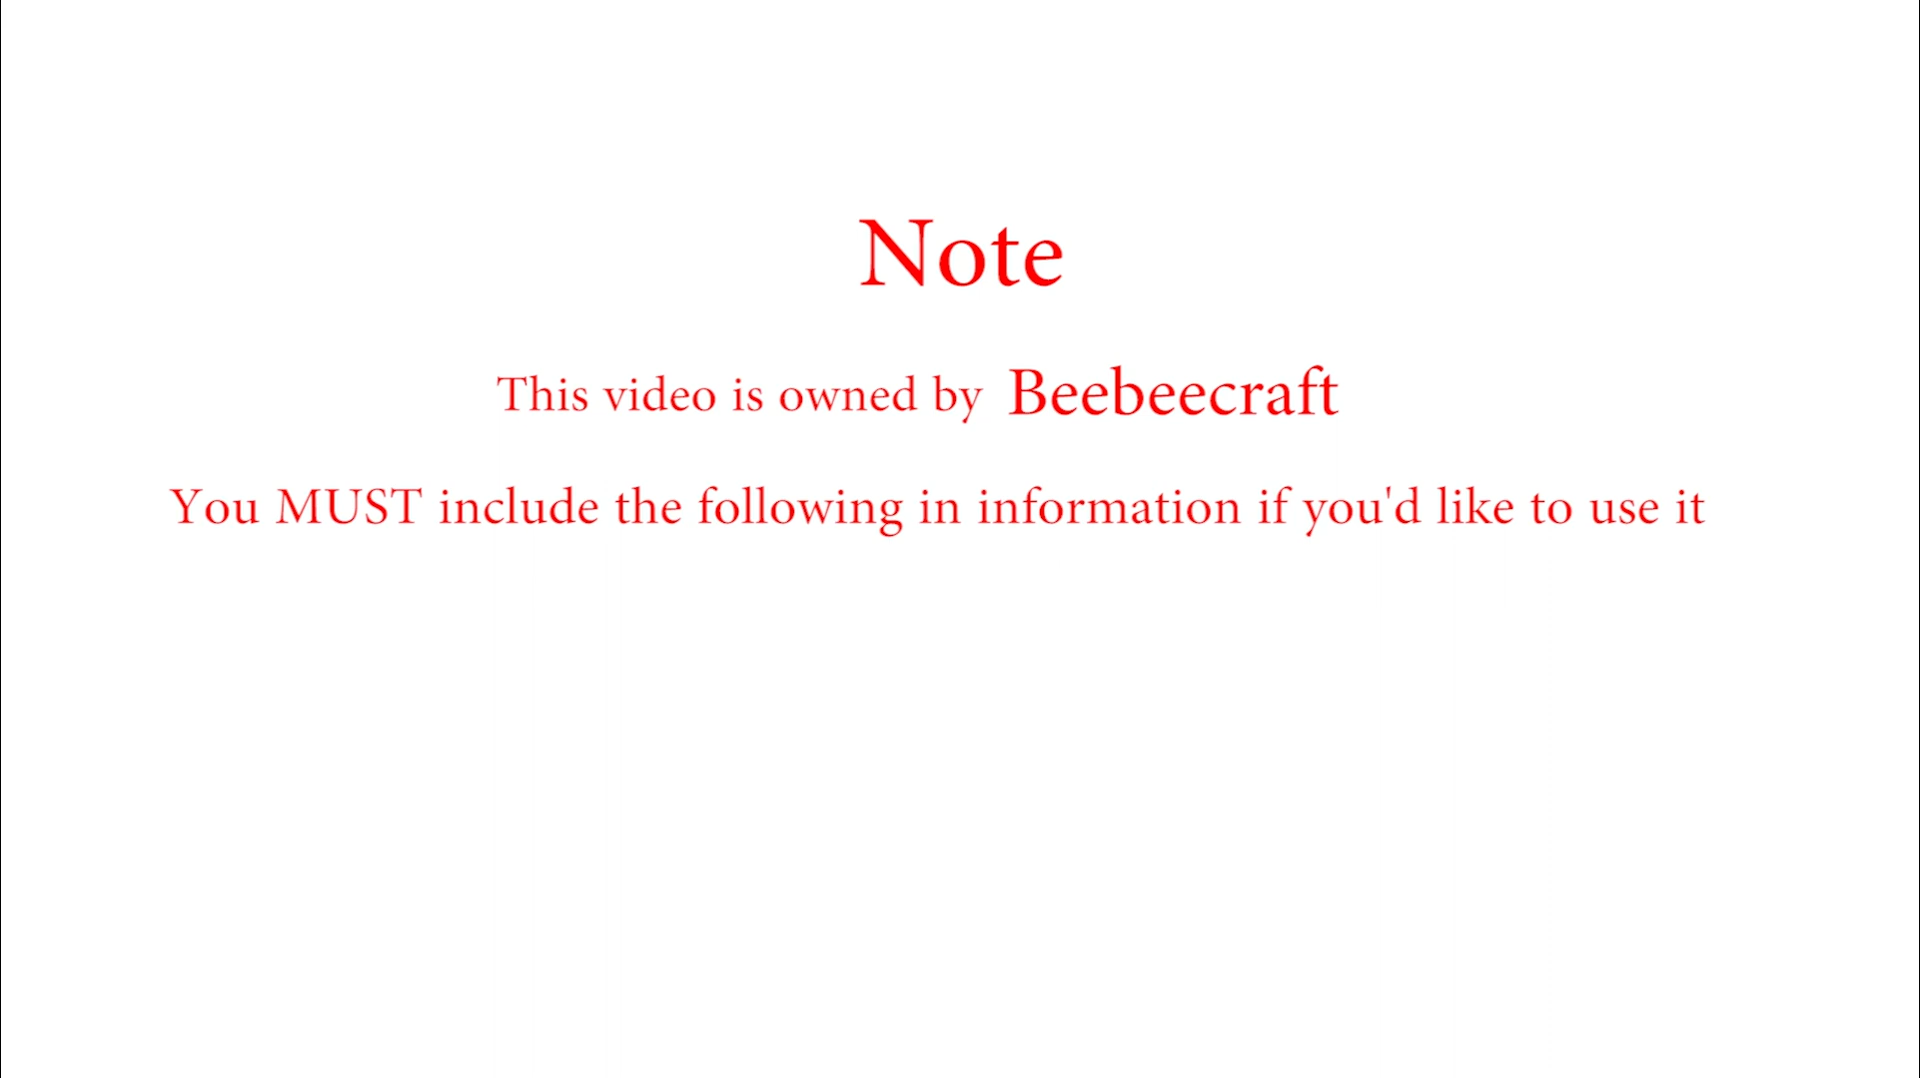 Note
This video is owned by Beebeecraft
You MUST include the following in information if you'd like to use it